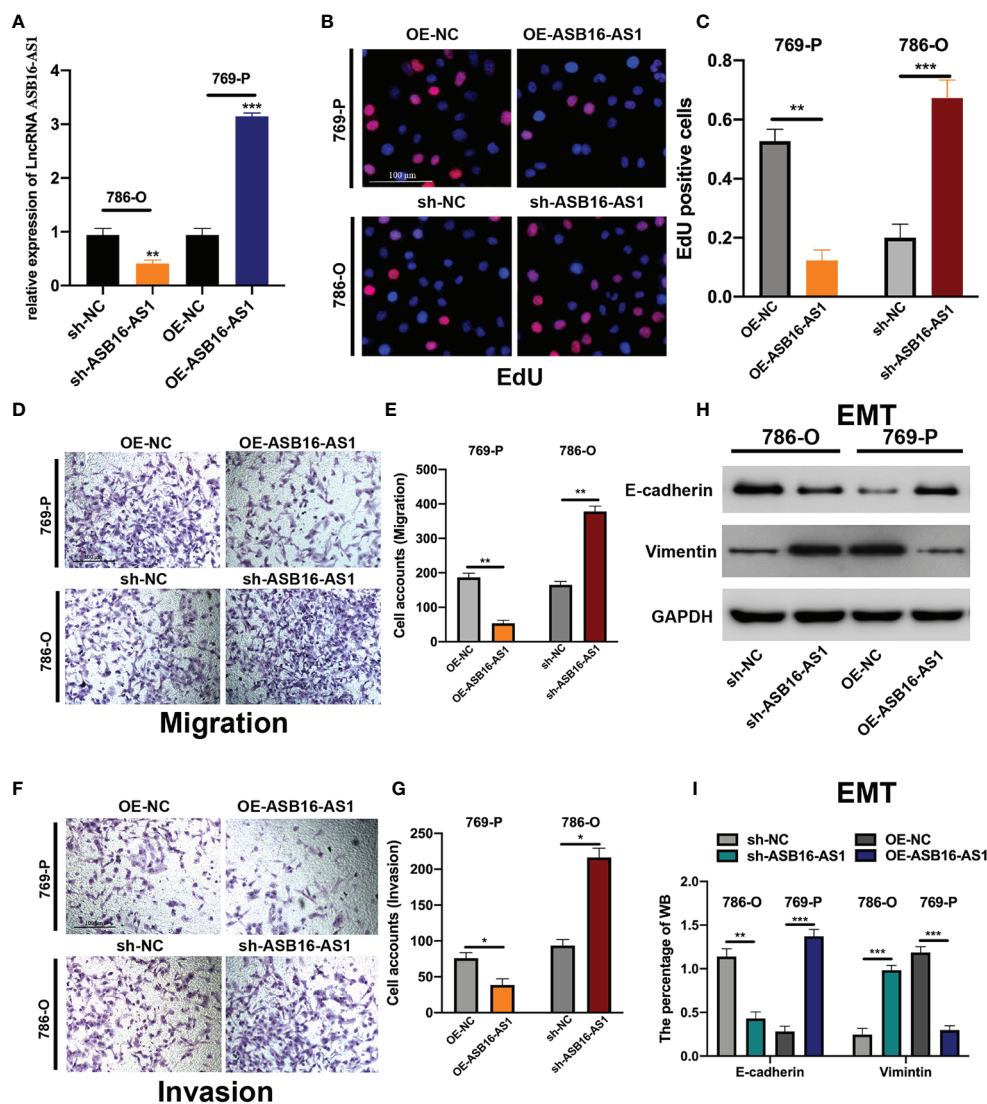 A
relative expression of LncRNA ASB16-AS1
4
3
2
1
0
769-P
***
786-O
**
sh-NC
sh-ASB16-AS1
OE-NC
OE-ASB16-AS1
B
OE-NC
OE-ASB16-AS1
769-P
100 μm
sh-NC
sh-ASB16-AS1
786-O
EdU
C
769-P
786-O
EdU positive cells
0.8
0.6
0.4
0.2
0.0
**
***
OE-NC
OE-ASB16-AS1
sh-NC
sh-ASB16-AS1
D
OE-NC
OE-ASB16-AS1
769-P
sh-NC
sh-ASB16-AS1
786-O
Migration
E
769-P
786-O
Cell accounts (Migration)
500
400
300
200
100
0
**
**
OE-NC
OE-ASB16-AS1
sh-NC
sh-ASB16-AS1
H
EMT
786-O
769-P
E-cadherin
Vimentin
GAPDH
sh-NC
sh-ASB16-AS1
OE-NC
OE-ASB16-AS1
F
OE-NC
OE-ASB16-AS1
769-P
sh-NC
sh-ASB16-AS1
786-O
Invasion
G
769-P
786-O
Cell accounts (Invasion)
250
200
150
100
50
0
*
*
OE-NC
OE-ASB16-AS1
sh-NC
sh-ASB16-AS1
I
EMT
sh-NC
OE-NC
sh-ASB16-AS1
OE-ASB16-AS1
The percentage of WB
2.0
1.5
1.0
0.5
0.0
786-O
769-P
786-O
769-P
**
***
***
***
E-cadherin
Vimintin